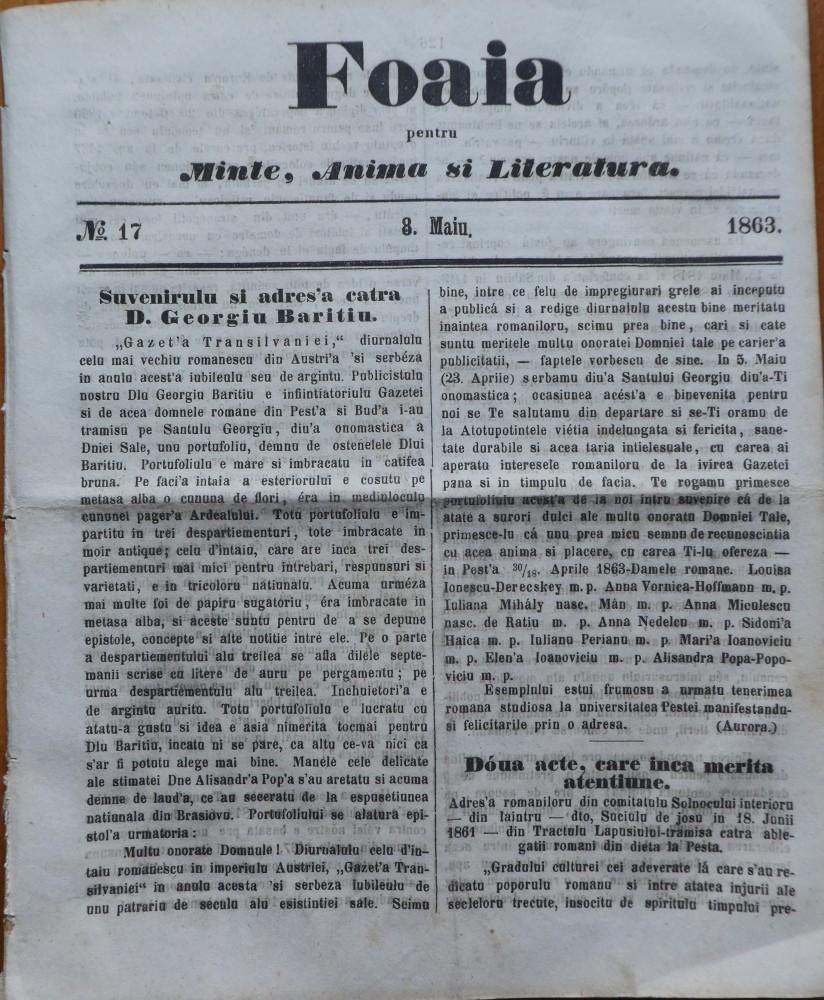 Foaia
pentru
Minte, Anima si Literatura.
№ 17
8. Maiu.
1863.
Suvenirulu si adres'a catra
D. Georgiu Baritiu.
„Gazet'a Transilvaniei,“ diurnalulu
celu mai vechiu romanescu din Austri'a 'si serbéza
in anulu acest'a iubileulu seu de argintu. Publicistulu
nostru Dlu Georgiu Baritiu e infiintiatoriulu Gazetei
si de acea domnele romane din Pest'a si Bud'a i-au
tramisu pe Santulu Georgiu, diu'a onomastica a
Dniei Sale, unu portufoliu, demnu de ostenelele Dlui
Baritiu. Portufoliulu e mare si imbracatu in catifea
bruna. Pe faci'a intaia a esteriorului e cosutu pe
metasa alba o cununa de flori, éra in mediuloculu
cununei pager'a Ardealului. Totu portufoliulu e im-
partitu in trei despartiementuri, tote imbracate in
moir antique; celu d'intaiu, care are inca trei des-
partiementuri mai mici pentru intrebari, respunsuri si
varietati, e in tricoloru nationalu. Acuma urméza
mai multe foi de papiru sugatoriu, éra imbracate in
metasa alba, si aceste suntu pentru de a se depune
epistole, concepte si alte notitie intre ele. Pe o parte
a despartiementului alu treilea se afla dilele septe-
manii scrise cu litere de auru pe pergamentu; pe
urma despartiementulu alu treilea. Inchuietori'a e
de argintu auritu. Totu portufoliulu e lucratu cu
atatu-a gustu si idea e asia nimerita tocmai pentru
Dlu Baritiu, incatu ni se pare, ca altu ce-va nici ca
s'ar fi potutu alege mai bine. Manele cele delicate
ale stimatei Dne Alisandr'a Pop'a s'au aretatu si acuma
demne de laud'a, ce au seceratu de la espusetiunea
natiunala din Brasiovu. Portufoliului se alatură epi-
stol'a urmatoria:
Multu onorate Domnule! Diurnalulu celu d'in-
taiu romanescu in imperiulu Austriei, „Gazet'a Tran-
silvaniei“ in anulu acesta 'si serbeza Iubileulu de
unu patrariu de seculu alu esistintiei sale. Scimu
bine, intre ce felu de impregiurari grele ai inceputu
a publicá si a redige diurnalulu acestu bine meritatu
inaintea romaniloru, scimu prea bine, cari si cate
suntu meritele multu onoratei Domniei tale pe carier'a
publicitatii, — faptele vorbescu de sine. In 5. Maiu
(23. Aprile) serbamu diu'a Santului Georgiu diu'a-Ti
onomastica; ocasiunea acést'a e binevenita pentru
noi se Te salutamu din departare si se-Ti oramu de
la Atotupotintele viétia indelungata si fericita, sane-
tate durabile si acea taria intielesuale, cu carea ai
aperatu interesele romaniloru de la ivirea Gazetei
pana si in timpulu de facia. Te rogamu primesce
portufoliulu acest'a de la noi intru suvenire cá de la
atate a surori dulci ale multu onoratu Domniei Tale,
primesce-lu cá unu prea micu semnu de recunoscintia
cu acea anima si placere, cu carea Ti-lu ofereza —
in Pest'a 30/18. Aprile 1863-Damele romane. Louisa
Ionescu-Derecskey m. p. Anna Vornica-Hoffmann m. p.
Iuliana Mihály nasc. Mán m. p. Anna Miculescu
nasc. de Ratiu m. p. Anna Nedelcu m. p. Sidoni'a
Haica m. p. Iulianu Perianu m. p. Mari'a Ioanoviciu
m. p. Elen'a Ioanoviciu m. p. Alisandra Popa-Popo-
viciu m. p.
Esemplului estui frumosu a urmatu tenerimea
romana studiosa la universitatea Pestei manifestandu-
si felicitarile prin o adresa. (Aurora.)
Dóua acte, care inca merita
atentiune.
Adres'a romaniloru din comitatulu Solnocului interioru
— din laintru — dto, Suciulu de josu in 18. Junii
1861 — din Tractulu Lapusiului-tramisa catra able-
gatii romani din dieta la Pesta.
„Gradului culturei cei adeverate lá care s'au re-
dicatu poporulu romanu si intre atatea injurii ale
secleloru trecute, insocitu de spiritulu timpului pre-